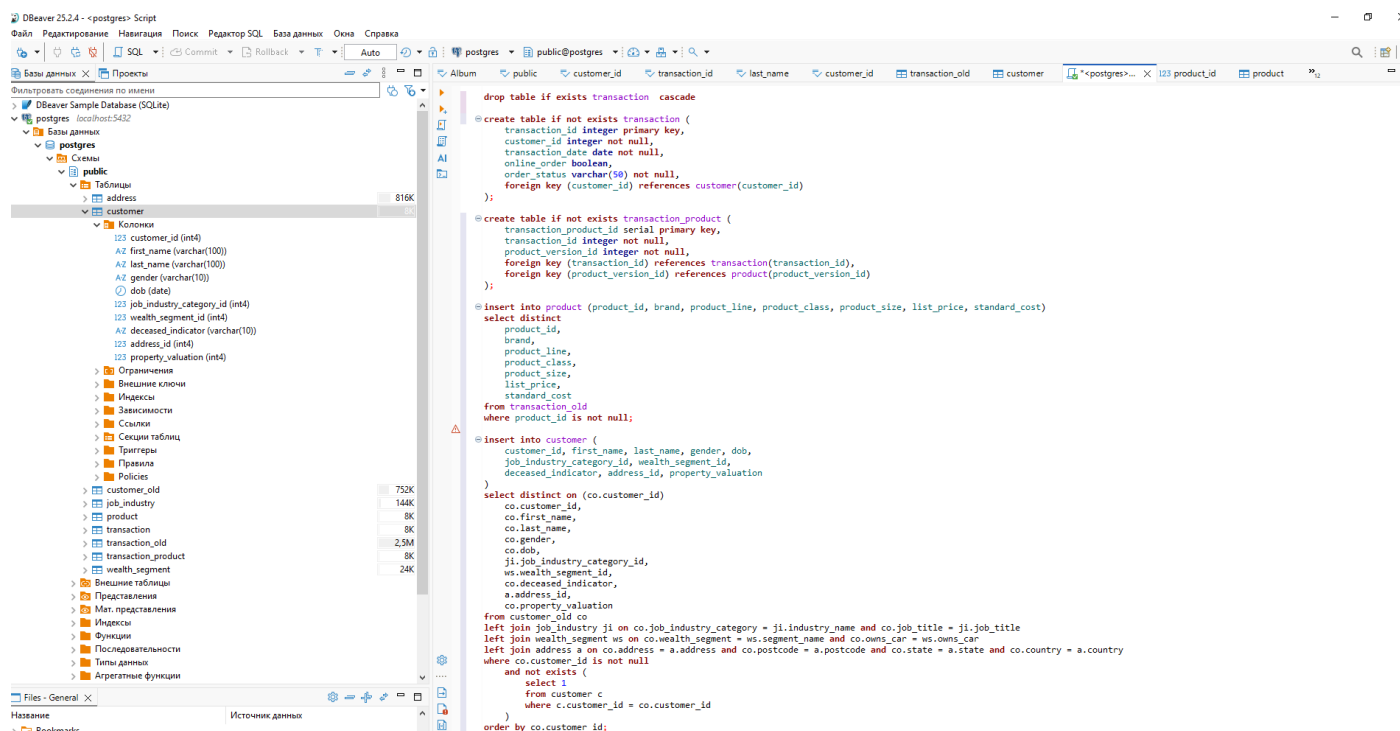 DBeaver 25.2.4 - <postgres> Script
Файл Редактирование Навигация Поиск Редактор SQL База данных Окна Справка
SQL Commit Rollback Auto postgres public@postgres
Базы данных Проекты
Фильтровать соединения по имени
DBeaver Sample Database (SQLite)
postgres localhost:5432
Базы данных
postgres
Схемы
public
Таблицы
address 816K
customer
Колонки
123 customer_id (int4)
A-Z first_name (varchar(100))
A-Z last_name (varchar(100))
A-Z gender (varchar(10))
dob (date)
123 job_industry_category_id (int4)
123 wealth_segment_id (int4)
A-Z deceased_indicator (varchar(10))
123 address_id (int4)
123 property_valuation (int4)
Ограничения
Внешние ключи
Индексы
Зависимости
Ссылки
Секции таблиц
Триггеры
Правила
Policies
customer_old 752K
job_industry 144K
product 8K
transaction 8K
transaction_old 2,5M
transaction_product 8K
wealth_segment 24K
Внешние таблицы
Представления
Мат. представления
Индексы
Функции
Последовательности
Типы данных
Агрегатные функции
Files - General
Название Источник данных
Bookmarks
Album public customer_id transaction_id last_name customer_id transaction_old customer *<postgres>... 123 product_id product »12
AI
drop table if exists transaction cascade
create table if not exists transaction (
transaction_id integer primary key,
customer_id integer not null,
transaction_date date not null,
online_order boolean,
order_status varchar(50) not null,
foreign key (customer_id) references customer(customer_id)
);
create table if not exists transaction_product (
transaction_product_id serial primary key,
transaction_id integer not null,
product_version_id integer not null,
foreign key (transaction_id) references transaction(transaction_id),
foreign key (product_version_id) references product(product_version_id)
);
insert into product (product_id, brand, product_line, product_class, product_size, list_price, standard_cost)
select distinct
product_id,
brand,
product_line,
product_class,
product_size,
list_price,
standard_cost
from transaction_old
where product_id is not null;
insert into customer (
customer_id, first_name, last_name, gender, dob,
job_industry_category_id, wealth_segment_id,
deceased_indicator, address_id, property_valuation
)
select distinct on (co.customer_id)
co.customer_id,
co.first_name,
co.last_name,
co.gender,
co.dob,
ji.job_industry_category_id,
ws.wealth_segment_id,
co.deceased_indicator,
a.address_id,
co.property_valuation
from customer_old co
left join job_industry ji on co.job_industry_category = ji.industry_name and co.job_title = ji.job_title
left join wealth_segment ws on co.wealth_segment = ws.segment_name and co.owns_car = ws.owns_car
left join address a on co.address = a.address and co.postcode = a.postcode and co.state = a.state and co.country = a.country
where co.customer_id is not null
and not exists (
select 1
from customer c
where c.customer_id = co.customer_id
)
order by co.customer_id;